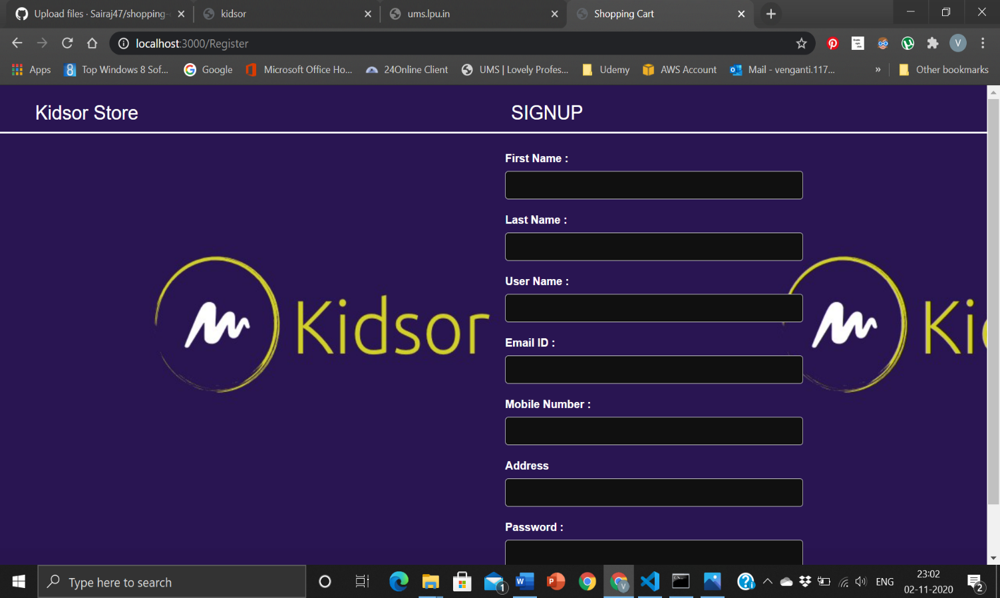 Upload files · Sairaj47/shopping-
kidsor
ums.lpu.in
Shopping Cart
localhost:3000/Register
V
Apps
8
Top Windows 8 Sof...
Google
Microsoft Office Ho...
24Online Client
UMS | Lovely Profes...
Udemy
AWS Account
Mail - venganti.117...
»
Other bookmarks
Kidsor Store
SIGNUP
First Name :
Last Name :
User Name :
Email ID :
Mobile Number :
Address
Password :
Kidsor
Kid
Type here to search
1
W
P
V
ENG
23:02
02-11-2020
2